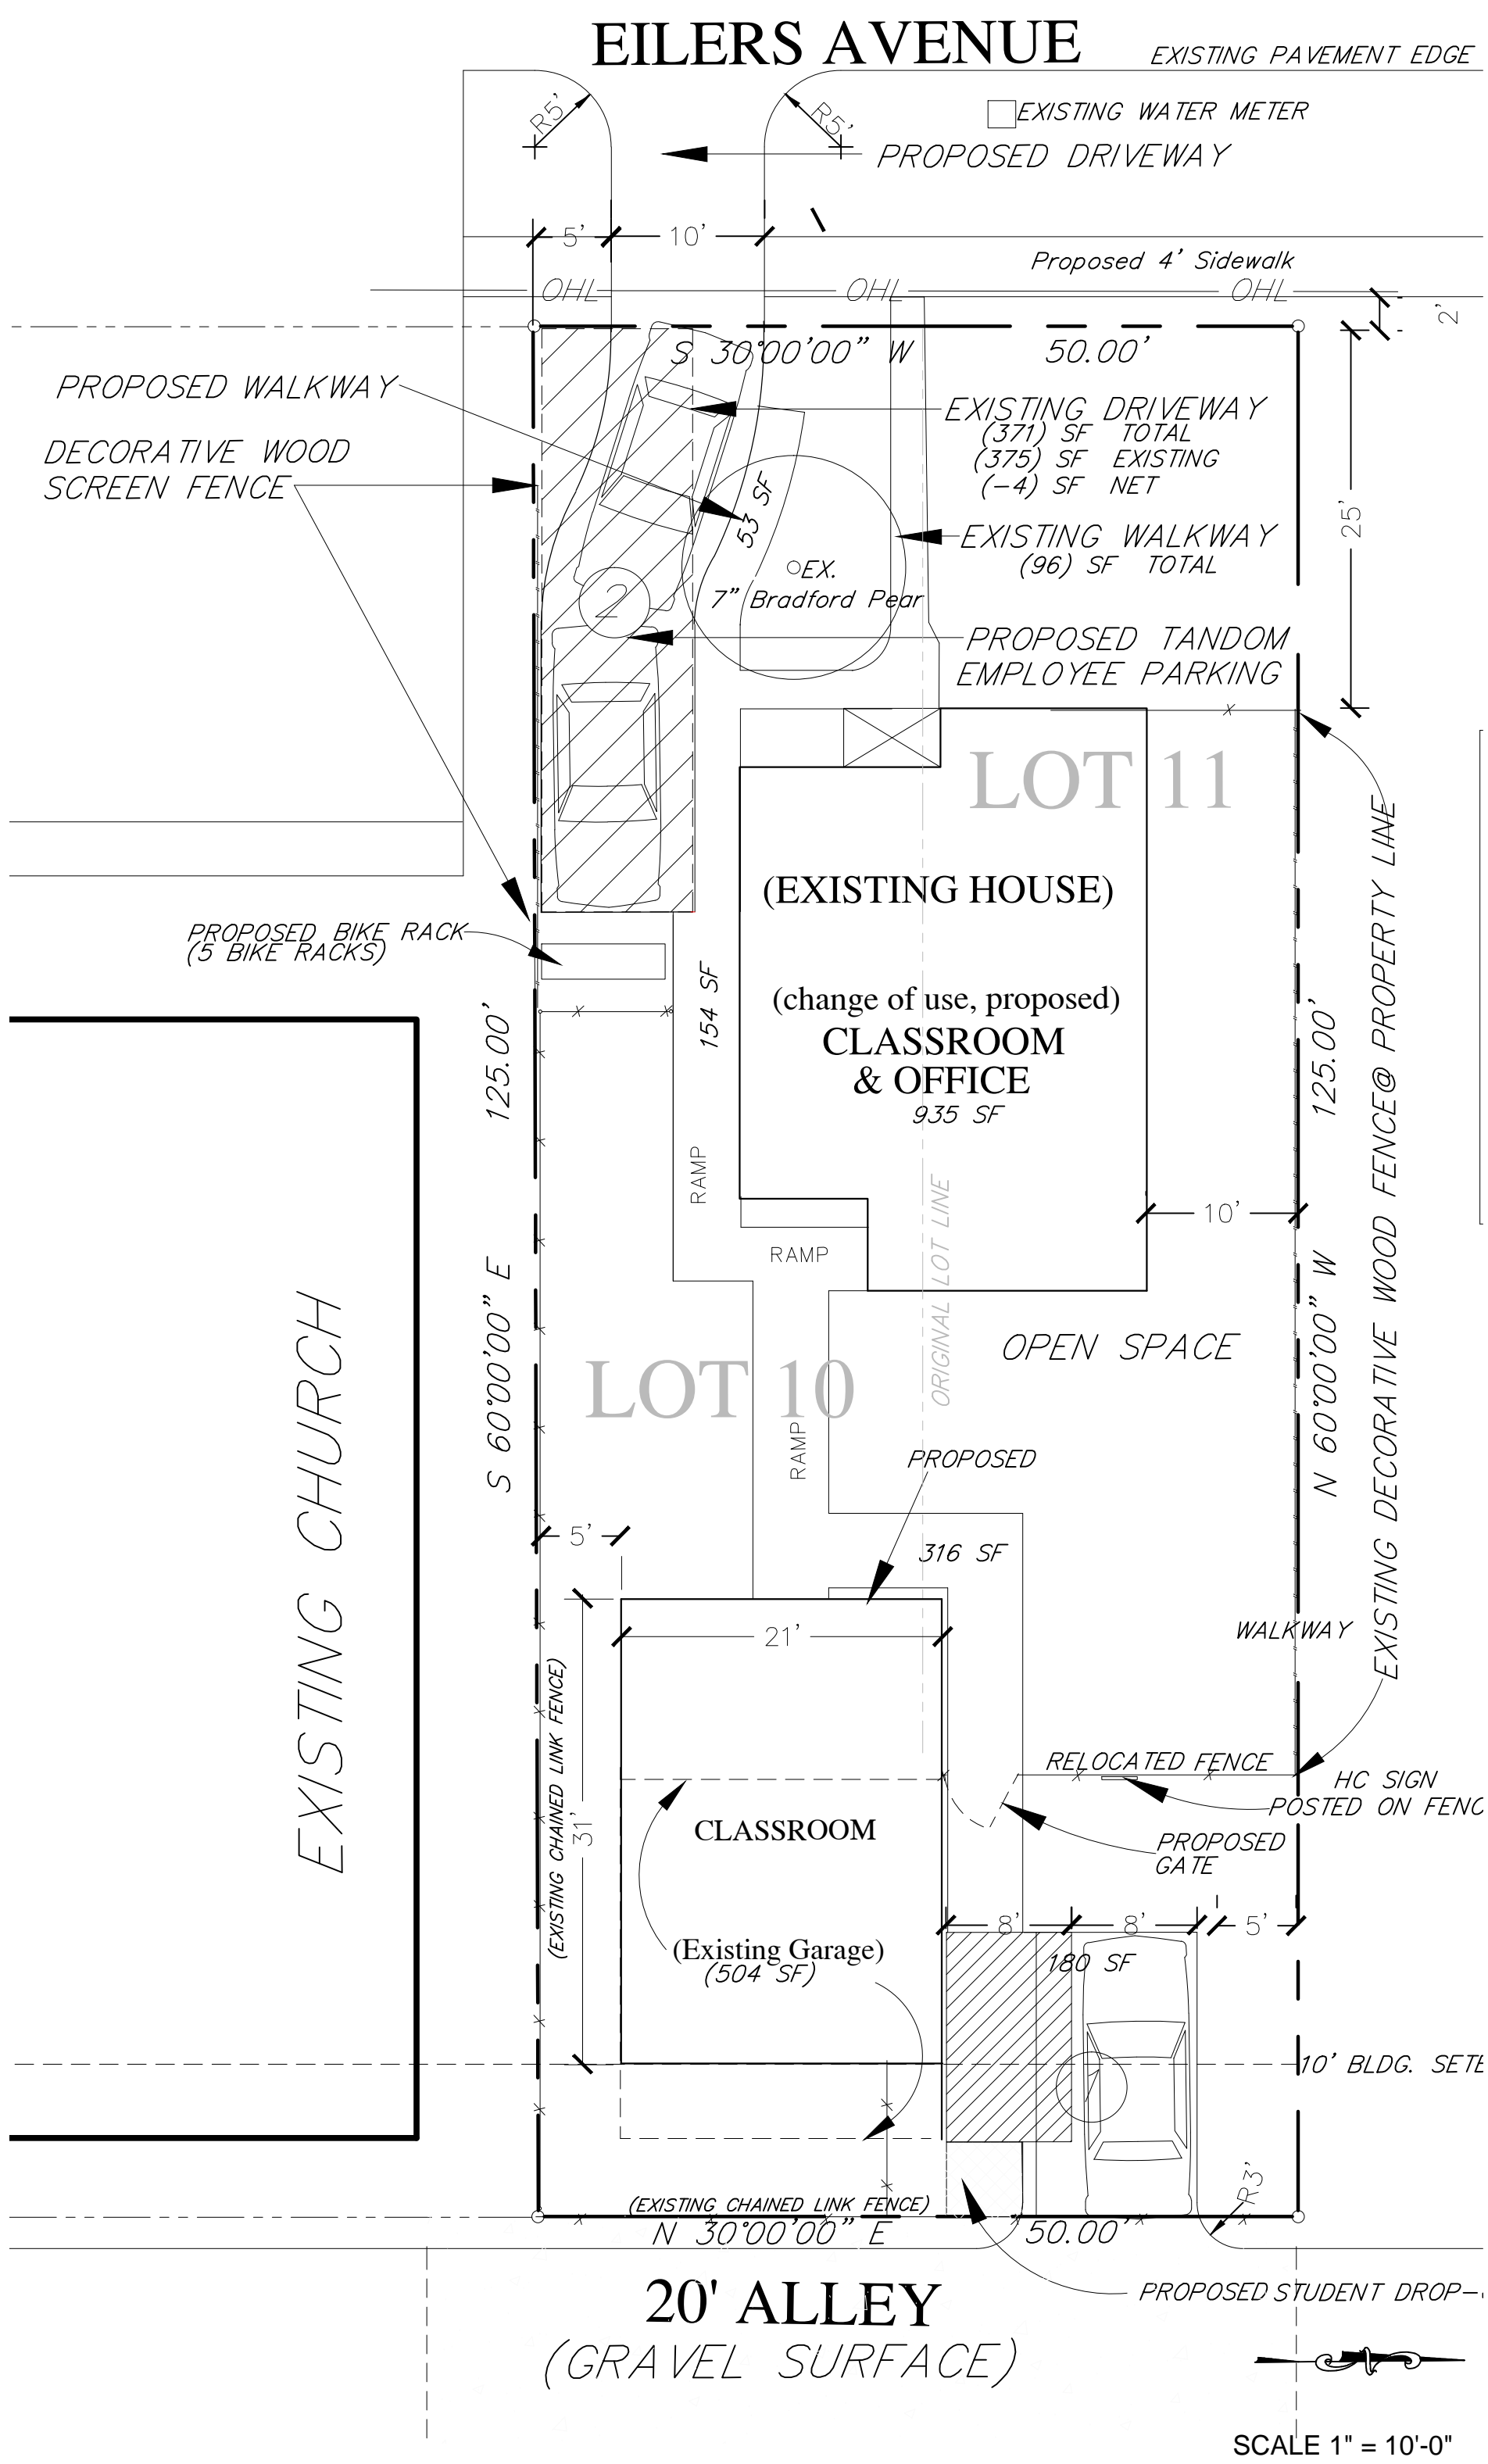 EILERS AVENUE
EXISTING PAVEMENT EDGE
R5'
R5'
EXISTING WATER METER
PROPOSED DRIVEWAY
5'
10'
Proposed 4' Sidewalk
OHL
OHL
OHL
2'
S 30°00'00" W
50.00'
PROPOSED WALKWAY
DECORATIVE WOOD
SCREEN FENCE
EXISTING DRIVEWAY
(371) SF TOTAL
(375) SF EXISTING
(-4) SF NET
53 SF
25'
EXISTING WALKWAY
(96) SF TOTAL
EX.
7" Bradford Pear
2
PROPOSED TANDOM
EMPLOYEE PARKING
X
LOT 11
(EXISTING HOUSE)
PROPOSED BIKE RACK
(5 BIKE RACKS)
154 SF
(change of use, proposed)
CLASSROOM
& OFFICE
935 SF
125.00'
125.00'
RAMP
10'
RAMP
ORIGINAL LOT LINE
EXISTING DECORATIVE WOOD FENCE@ PROPERTY LINE
S 60°00'00" E
N 60°00'00" W
OPEN SPACE
EXISTING CHURCH
LOT 10
RAMP
PROPOSED
5'
316 SF
21'
WALKWAY
(EXISTING CHAINED LINK FENCE)
31'
RELOCATED FENCE
HC SIGN
POSTED ON FENC
CLASSROOM
PROPOSED
GATE
8'
8'
5'
(Existing Garage)
(504 SF)
180 SF
10' BLDG. SETB
1
R3'
(EXISTING CHAINED LINK FENCE)
N 30°00'00" E
50.00'
20' ALLEY
(GRAVEL SURFACE)
PROPOSED STUDENT DROP-
SCALE 1" = 10'-0"